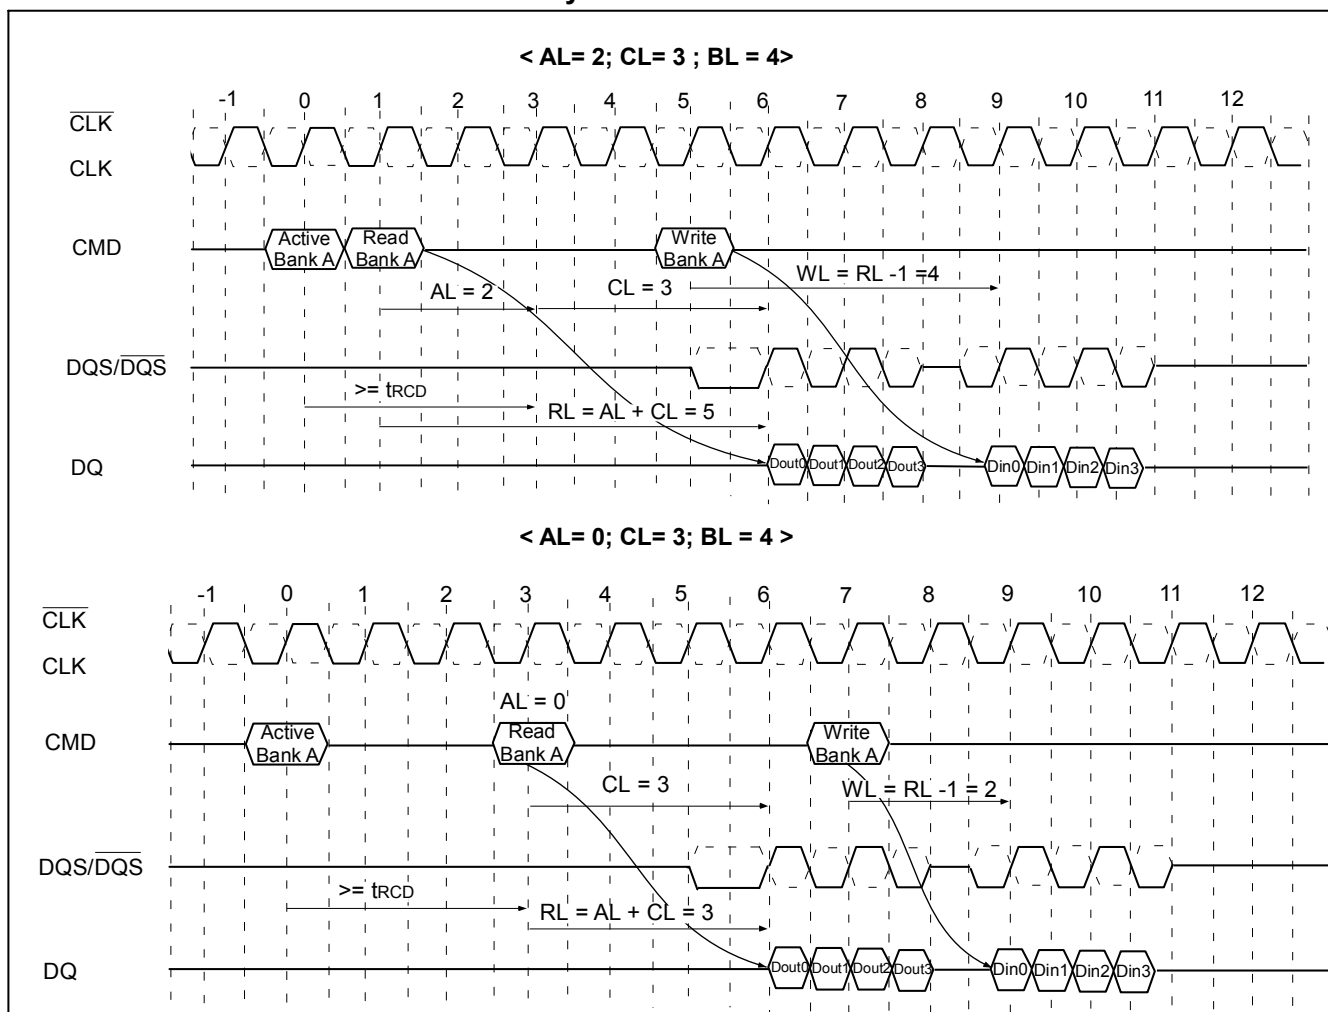 < AL= 2; CL= 3 ; BL = 4>
-1 0 1 2 3 4 5 6 7 8 9 10 11 12
CLK
CLK
CMD
Active Bank A
Read Bank A
Write Bank A
WL = RL -1 =4
AL = 2
CL = 3
DQS/DQS
>= tRCD
RL = AL + CL = 5
DQ
Dout0 Dout1 Dout2 Dout3
Din0 Din1 Din2 Din3
< AL= 0; CL= 3; BL = 4 >
-1 0 1 2 3 4 5 6 7 8 9 10 11 12
CLK
CLK
AL = 0
CMD
Active Bank A
Read Bank A
Write Bank A
CL = 3
WL = RL -1 = 2
DQS/DQS
>= tRCD
RL = AL + CL = 3
DQ
Dout0 Dout1 Dout2 Dout3
Din0 Din1 Din2 Din3